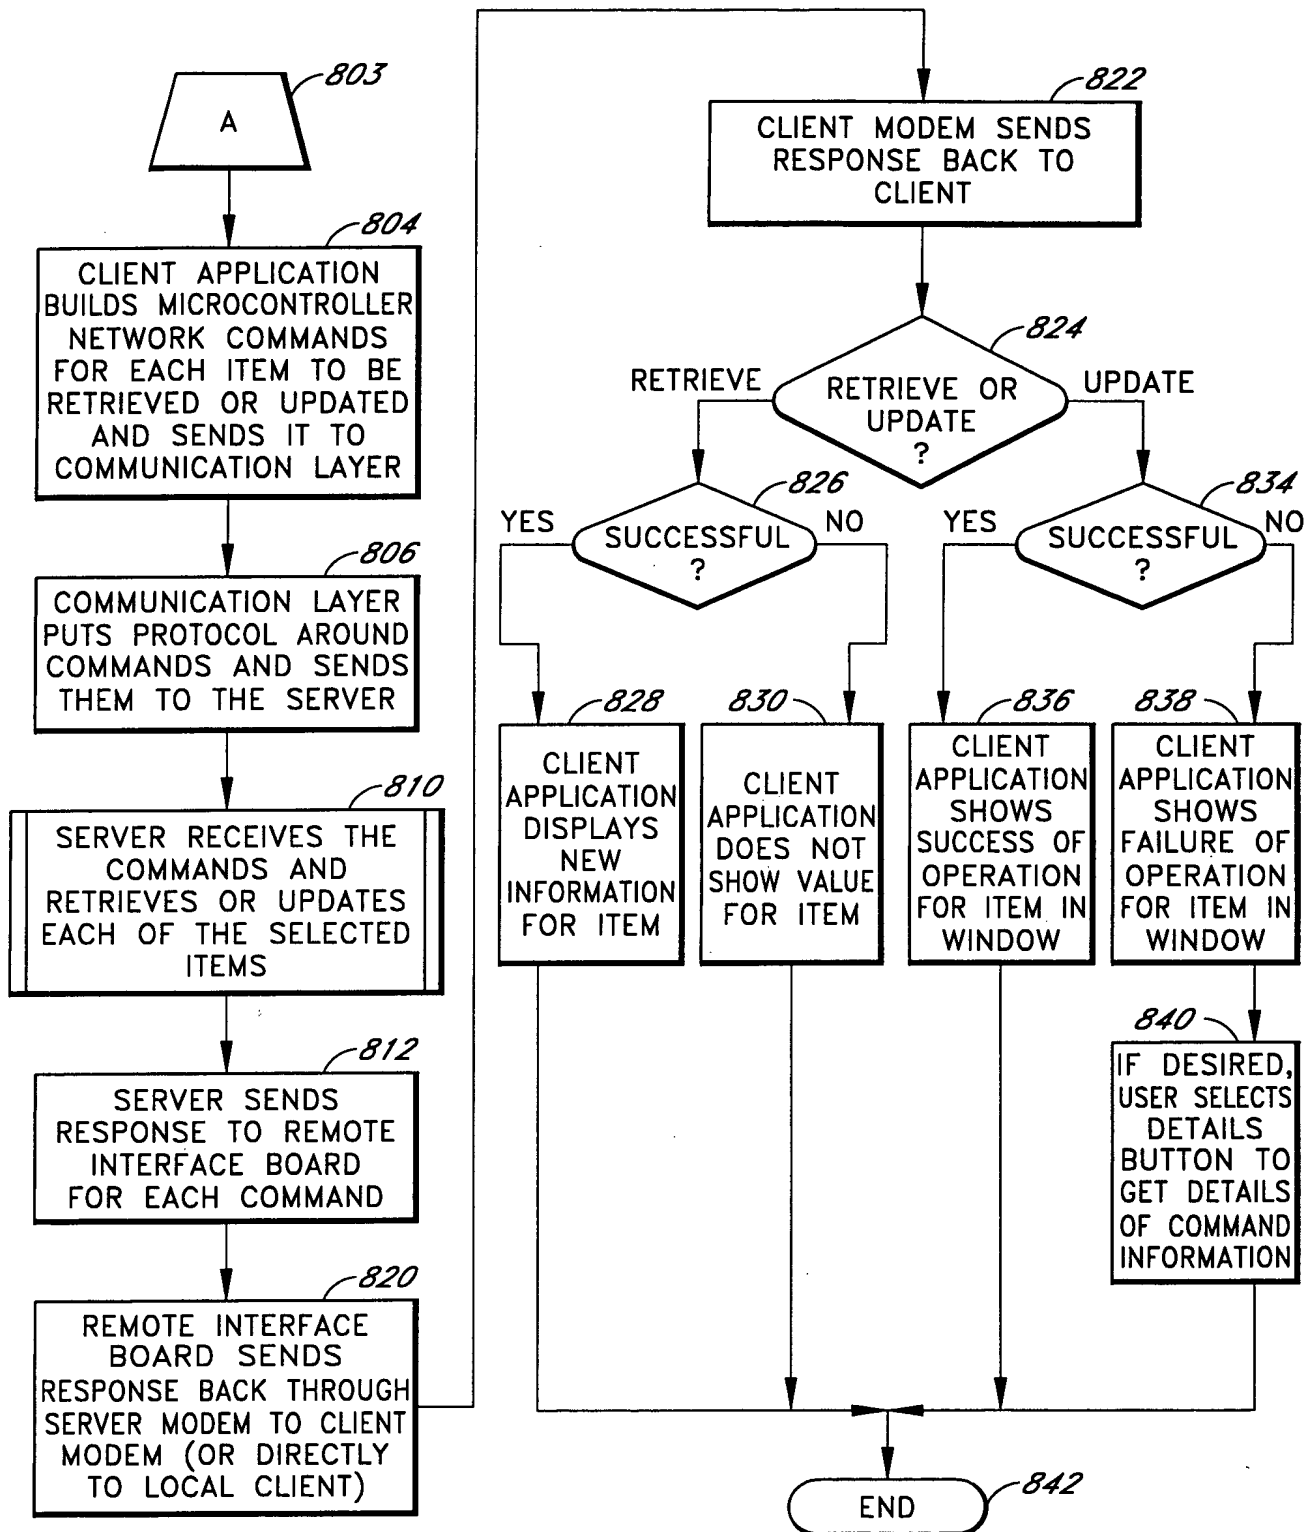 803
A
804
CLIENT APPLICATION
BUILDS MICROCONTROLLER
NETWORK COMMANDS
FOR EACH ITEM TO BE
RETRIEVED OR UPDATED
AND SENDS IT TO
COMMUNICATION LAYER
806
COMMUNICATION LAYER
PUTS PROTOCOL AROUND
COMMANDS AND SENDS
THEM TO THE SERVER
810
SERVER RECEIVES THE
COMMANDS AND
RETRIEVES OR UPDATES
EACH OF THE SELECTED
ITEMS
812
SERVER SENDS
RESPONSE TO REMOTE
INTERFACE BOARD
FOR EACH COMMAND
820
REMOTE INTERFACE
BOARD SENDS
RESPONSE BACK THROUGH
SERVER MODEM TO CLIENT
MODEM (OR DIRECTLY
TO LOCAL CLIENT)
822
CLIENT MODEM SENDS
RESPONSE BACK TO
CLIENT
824
RETRIEVE
RETRIEVE OR
UPDATE
?
UPDATE
826
YES
SUCCESSFUL
?
NO
834
YES
SUCCESSFUL
?
NO
828
CLIENT
APPLICATION
DISPLAYS
NEW
INFORMATION
FOR ITEM
830
CLIENT
APPLICATION
DOES NOT
SHOW VALUE
FOR ITEM
836
CLIENT
APPLICATION
SHOWS
SUCCESS OF
OPERATION
FOR ITEM IN
WINDOW
838
CLIENT
APPLICATION
SHOWS
FAILURE OF
OPERATION
FOR ITEM IN
WINDOW
840
IF DESIRED,
USER SELECTS
DETAILS
BUTTON TO
GET DETAILS
OF COMMAND
INFORMATION
END
842